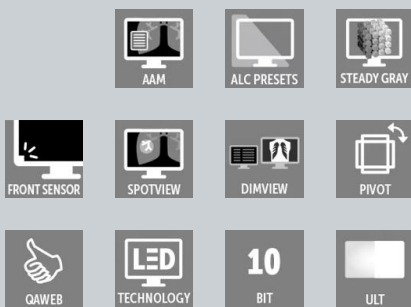 AAM
ALC PRESETS
STEADY GRAY
FRONT SENSOR
SPOTVIEW
DIMVIEW
PIVOT
QAWEB
LED
TECHNOLOGY
10
BIT
ULT